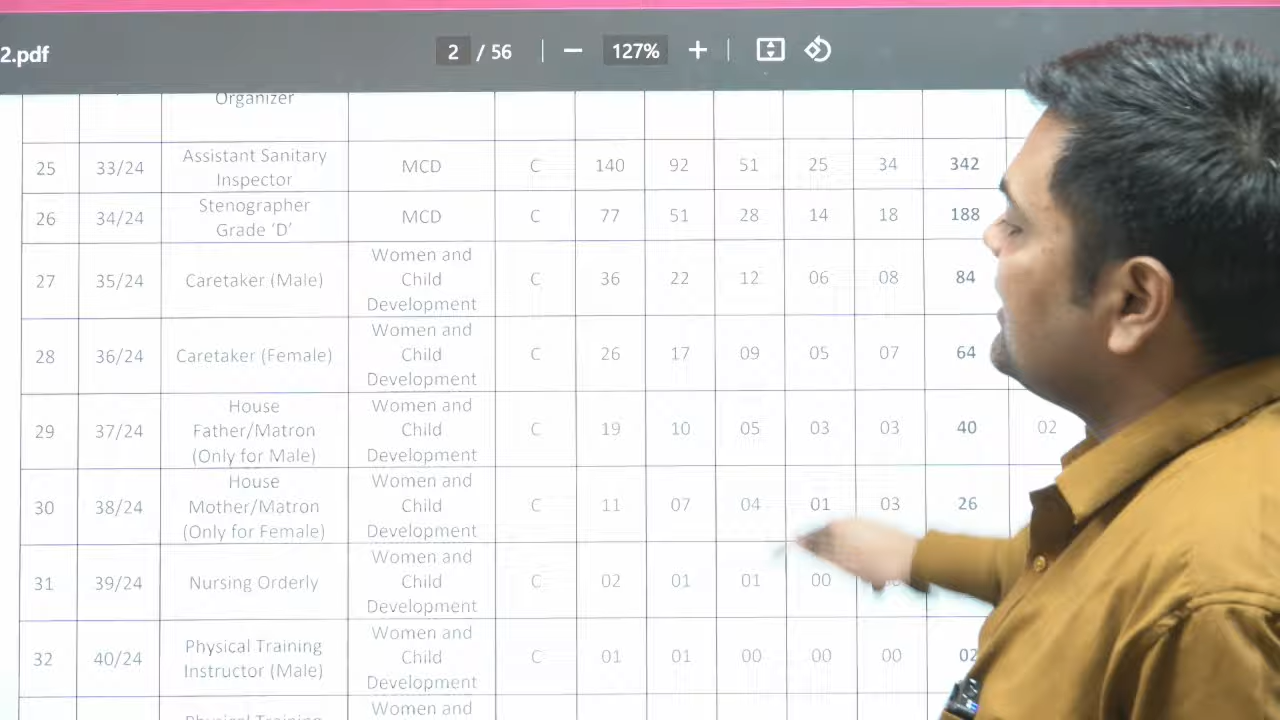 2.pdf
2 / 56
127%
Organizer
25 33/24 Assistant Sanitary Inspector MCD C 140 92 51 25 34 342
26 34/24 Stenographer Grade ‘D’ MCD C 77 51 28 14 18 188
27 35/24 Caretaker (Male) Women and Child Development C 36 22 12 06 08 84
28 36/24 Caretaker (Female) Women and Child Development C 26 17 09 05 07 64
29 37/24 House Father/Matron (Only for Male) Women and Child Development C 19 10 05 03 03 40 02
30 38/24 House Mother/Matron (Only for Female) Women and Child Development C 11 07 04 01 03 26
31 39/24 Nursing Orderly Women and Child Development C 02 01 01 00
32 40/24 Physical Training Instructor (Male) Women and Child Development C 01 01 00 00 00 02
Physical Training
Women and